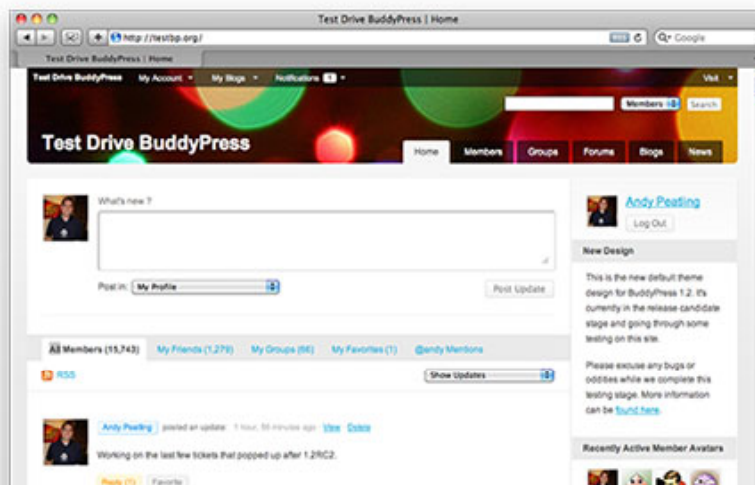 Test Drive BuddyPress | Home
http://testbp.org/
RSS
Google
Test Drive BuddyPress | Home
Test Drive BuddyPress My Account My Blogs Notifications 1 Visit
Members Search
Test Drive BuddyPress
Home Members Groups Forums Blogs News
What's new ?
Post in: My Profile
Post Update
Andy Peatling
Log Out
New Design
This is the new default theme
design for BuddyPress 1.2. It's
currently in the release candidate
stage and going through some
testing on this site.
Please excuse any bugs or
oddities while we complete this
testing stage. More information
can be found here.
Recently Active Member Avatars
All Members (15,743) My Friends (1,279) My Groups (66) My Favorites (1) @andy Mentions
RSS
Show Updates
Andy Peatling posted an update 1 hour, 55 minutes ago View Delete
Working on the last few tickets that popped up after 1.2RC2.
Reply (1) Favorite